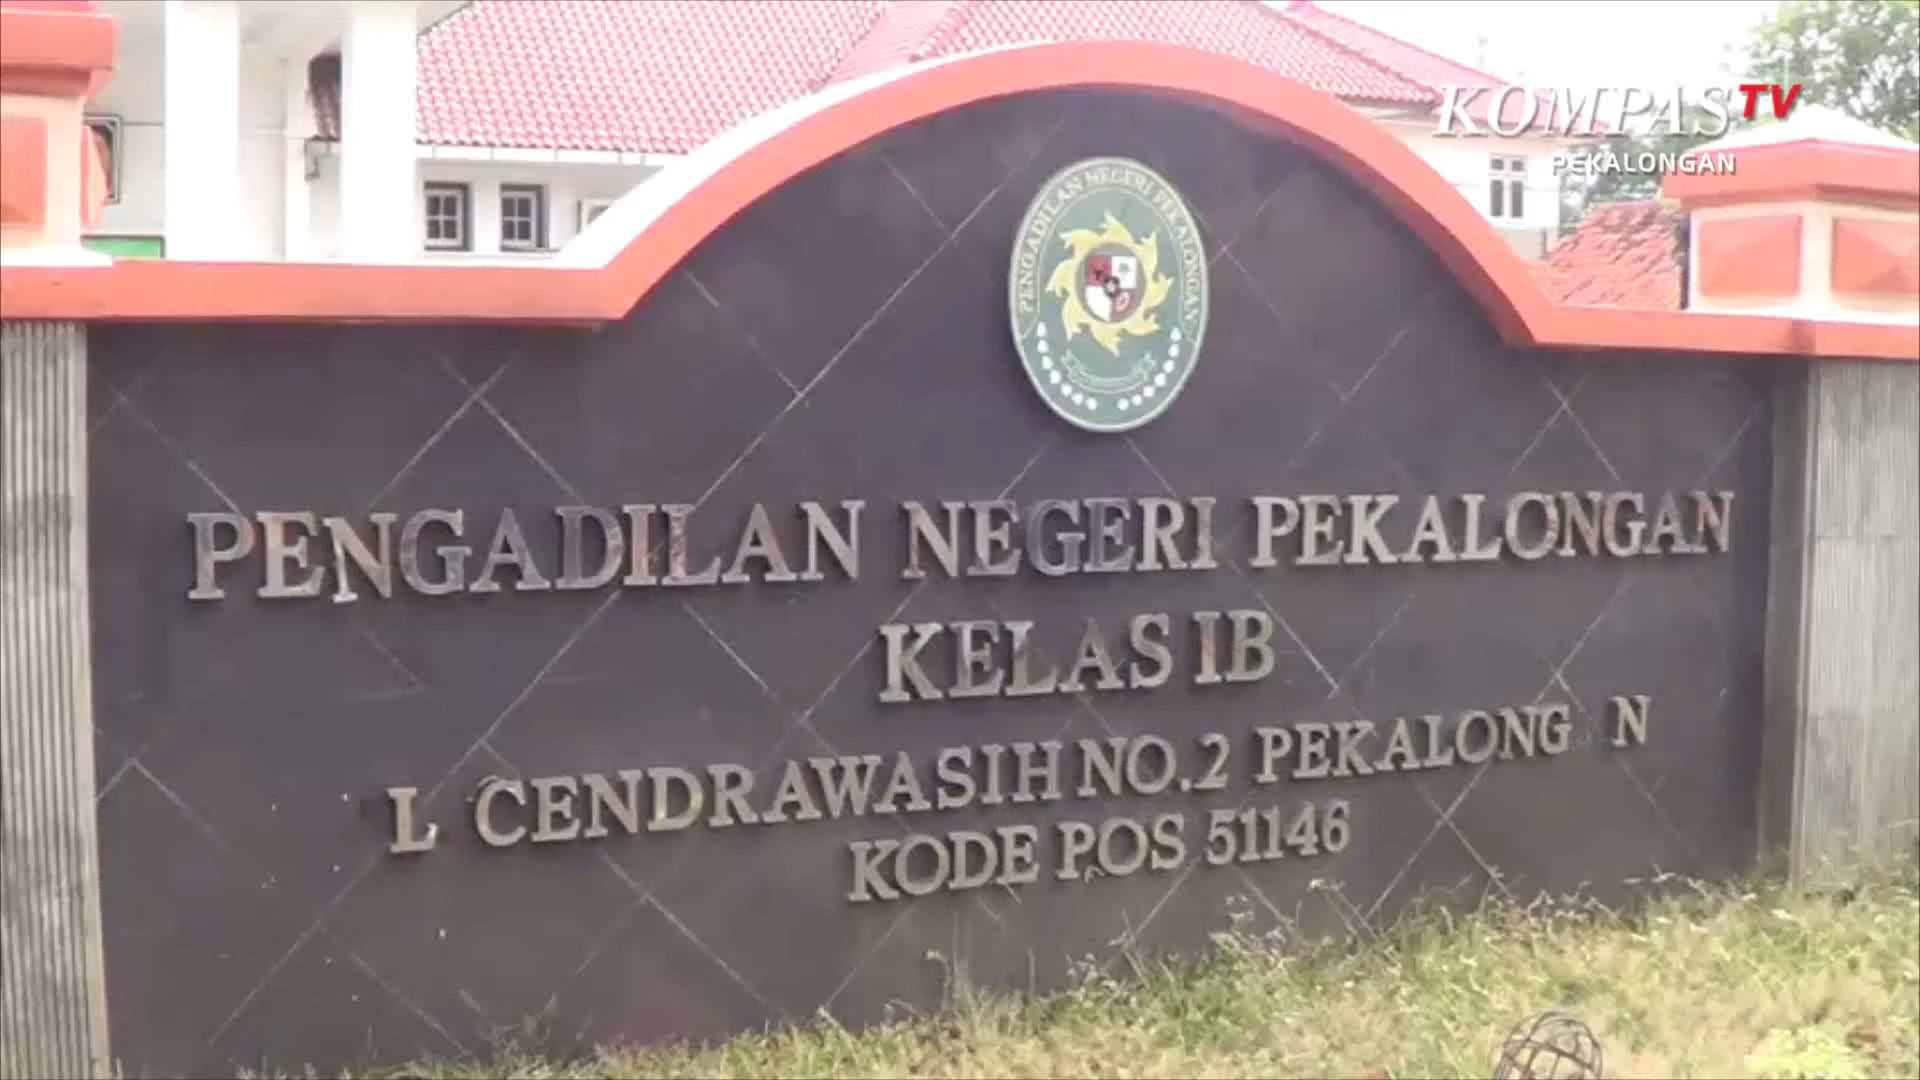 KOMPASTV
PEKALONGAN
PENGADILAN NEGERI PEKALONGAN
PENGADILAN NEGERI PEKALONGAN
KELAS IB
L CENDRAWASIH NO.2 PEKALONG N
KODE POS 51146